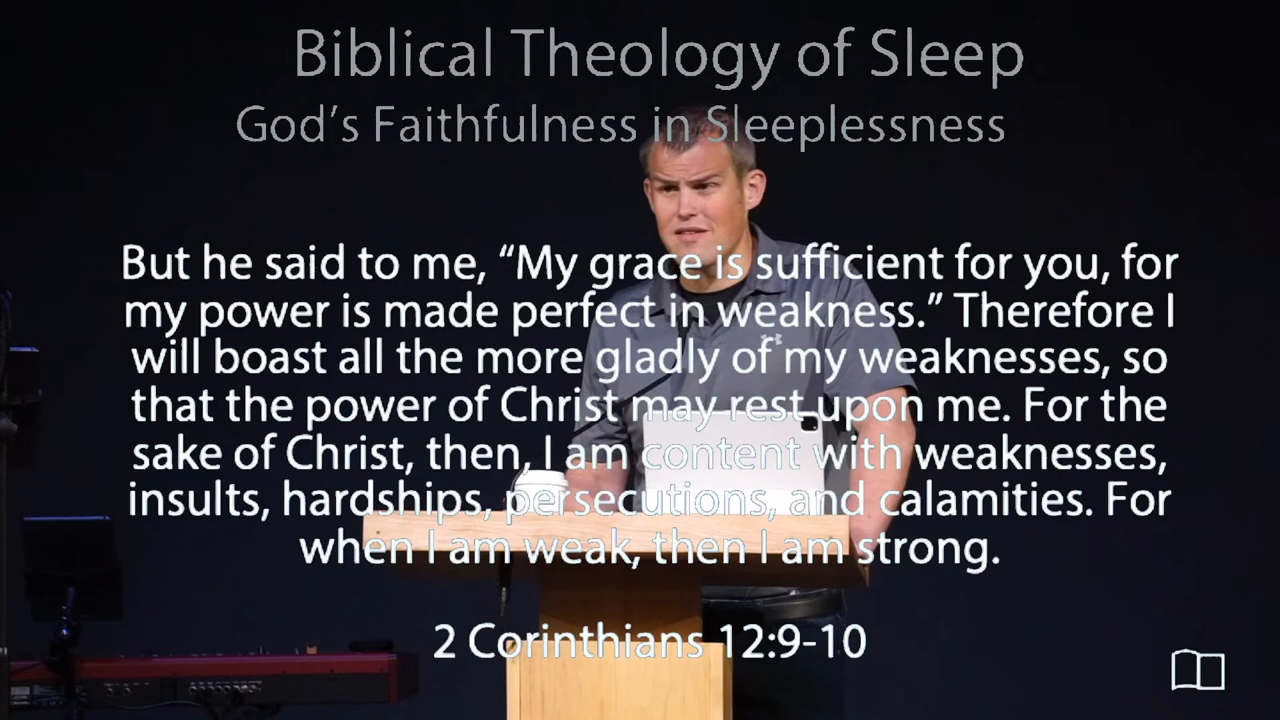 Biblical Theology of Sleep
God’s Faithfulness in Sleeplessness
But he said to me, “My grace is sufficient for you, for
my power is made perfect in weakness.” Therefore I
will boast all the more gladly of my weaknesses, so
that the power of Christ may rest upon me. For the
sake of Christ, then, I am content with weaknesses,
insults, hardships, persecutions, and calamities. For
when I am weak, then I am strong.
2 Corinthians 12:9-10